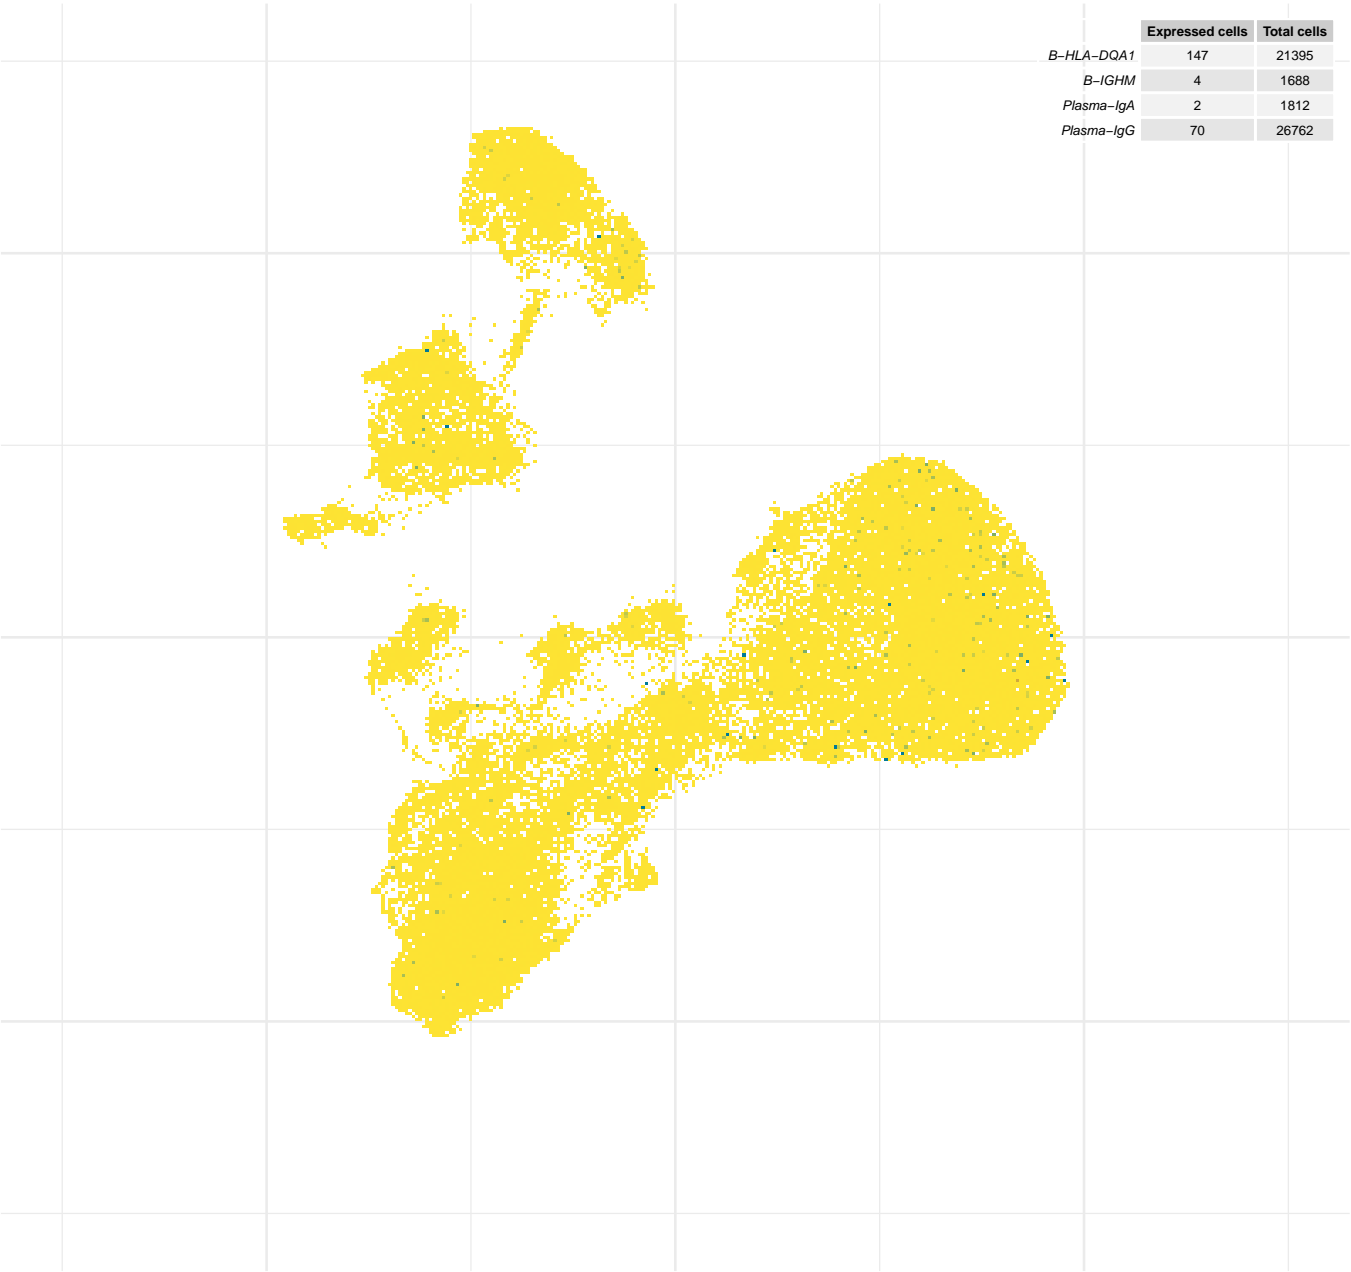 Expressed cells Total cells
B−HLA−DQA1 147 21395
B−IGHM 4 1688
Plasma−IgA 2 1812
Plasma−IgG 70 26762